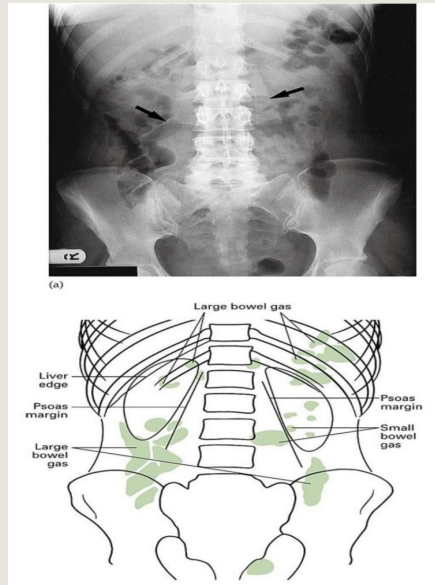 (a)
Large bowel gas
Liver
edge
Psoas
margin
Large
bowel
gas
Psoas
margin
Small
bowel
gas